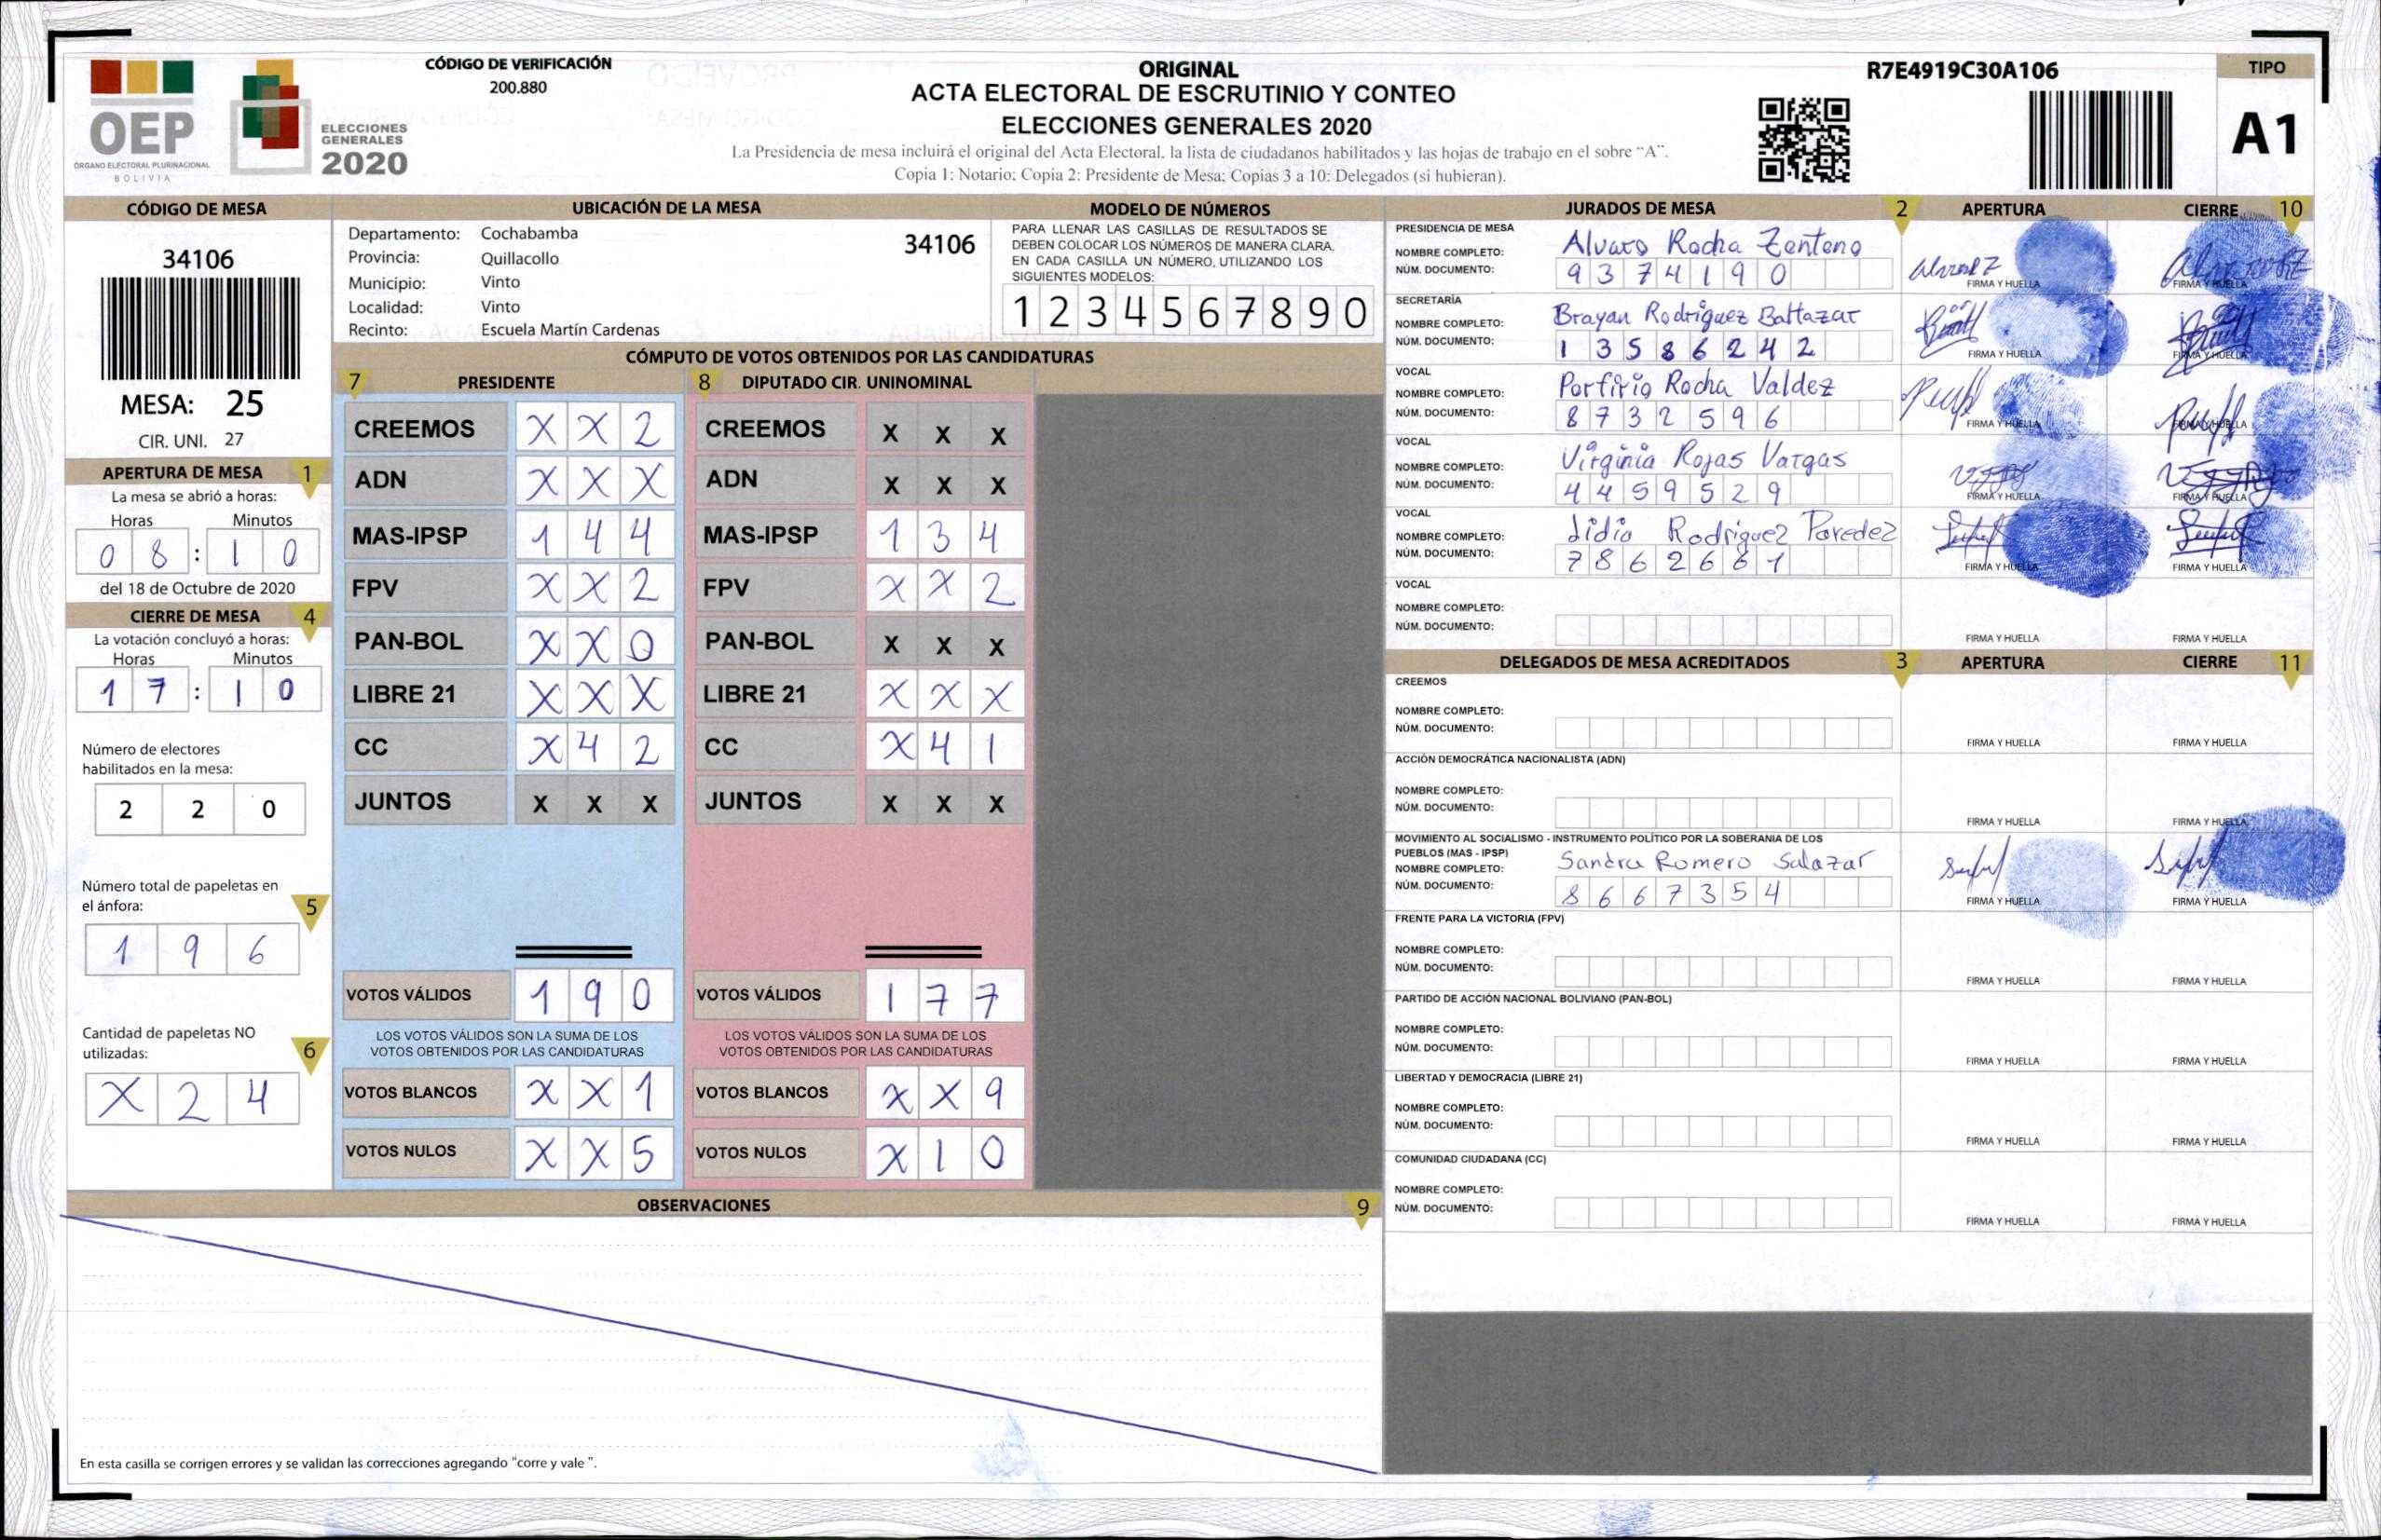 OEP
ÓRGANO ELECTORAL PLURINACIONAL
BOLIVIA
ELECCIONES
GENERALES
2020
CÓDIGO DE VERIFICACIÓN
200.880
ORIGINAL
ACTA ELECTORAL DE ESCRUTINIO Y CONTEO
ELECCIONES GENERALES 2020
La Presidencia de mesa incluirá el original del Acta Electoral, la lista de ciudadanos habilitados y las hojas de trabajo en el sobre "A".
Copia 1: Notario; Copia 2: Presidente de Mesa; Copias 3 a 10: Delegados (si hubieran).
R7E4919C30A106
TIPO
A1
CÓDIGO DE MESA
34106
MESA: 25
CIR. UNI. 27
APERTURA DE MESA 1
La mesa se abrió a horas:
Horas Minutos
0 8 : 1 0
del 18 de Octubre de 2020
CIERRE DE MESA 4
La votación concluyó a horas:
Horas Minutos
1 7 : 1 0
Número de electores
habilitados en la mesa:
2 2 0
Número total de papeletas en
el ánfora: 5
1 9 6
Cantidad de papeletas NO
utilizadas: 6
X 2 4
UBICACIÓN DE LA MESA
Departamento: Cochabamba 34106
Provincia: Quillacollo
Municipio: Vinto
Localidad: Vinto
Recinto: Escuela Martín Cardenas
MODELO DE NÚMEROS
PARA LLENAR LAS CASILLAS DE RESULTADOS SE
DEBEN COLOCAR LOS NÚMEROS DE MANERA CLARA.
EN CADA CASILLA UN NÚMERO, UTILIZANDO LOS
SIGUIENTES MODELOS:
1 2 3 4 5 6 7 8 9 0
CÓMPUTO DE VOTOS OBTENIDOS POR LAS CANDIDATURAS
7 PRESIDENTE 8 DIPUTADO CIR. UNINOMINAL
CREEMOS X X 2 CREEMOS X X X
ADN X X X ADN X X X
MAS-IPSP 1 4 4 MAS-IPSP 1 3 4
FPV X X 2 FPV X X 2
PAN-BOL X X 0 PAN-BOL X X X
LIBRE 21 X X X LIBRE 21 X X X
CC X 4 2 CC X 4 1
JUNTOS X X X JUNTOS X X X
VOTOS VÁLIDOS 1 9 0 VOTOS VÁLIDOS 1 7 7
LOS VOTOS VÁLIDOS SON LA SUMA DE LOS LOS VOTOS VÁLIDOS SON LA SUMA DE LOS
VOTOS OBTENIDOS POR LAS CANDIDATURAS VOTOS OBTENIDOS POR LAS CANDIDATURAS
VOTOS BLANCOS X X 1 VOTOS BLANCOS X X 9
VOTOS NULOS X X 5 VOTOS NULOS X 1 0
OBSERVACIONES 9
En esta casilla se corrigen errores y se validan las correcciones agregando "corre y vale ".
JURADOS DE MESA 2 APERTURA CIERRE 10
PRESIDENCIA DE MESA
NOMBRE COMPLETO: Alvaro Rocha Zenteno
NÚM. DOCUMENTO: 9 3 7 4 1 9 0
FIRMA Y HUELLA FIRMA Y HUELLA
SECRETARÍA
NOMBRE COMPLETO: Brayan Rodriguez Baltazar
NÚM. DOCUMENTO: 1 3 5 8 6 2 4 2
FIRMA Y HUELLA FIRMA Y HUELLA
VOCAL
NOMBRE COMPLETO: Porfirio Rocha Valdez
NÚM. DOCUMENTO: 8 7 3 2 5 9 6
FIRMA Y HUELLA FIRMA Y HUELLA
VOCAL
NOMBRE COMPLETO: Virginia Rojas Vargas
NÚM. DOCUMENTO: 4 4 5 9 5 2 9
FIRMA Y HUELLA FIRMA Y HUELLA
VOCAL
NOMBRE COMPLETO: Lidia Rodriguez Paredez
NÚM. DOCUMENTO: 7 8 6 2 6 6 1
FIRMA Y HUELLA FIRMA Y HUELLA
VOCAL
NOMBRE COMPLETO:
NÚM. DOCUMENTO:
FIRMA Y HUELLA FIRMA Y HUELLA
DELEGADOS DE MESA ACREDITADOS 3 APERTURA CIERRE 11
CREEMOS
NOMBRE COMPLETO:
NÚM. DOCUMENTO:
FIRMA Y HUELLA FIRMA Y HUELLA
ACCIÓN DEMOCRÁTICA NACIONALISTA (ADN)
NOMBRE COMPLETO:
NÚM. DOCUMENTO:
FIRMA Y HUELLA FIRMA Y HUELLA
MOVIMIENTO AL SOCIALISMO - INSTRUMENTO POLÍTICO POR LA SOBERANIA DE LOS
PUEBLOS (MAS - IPSP)
NOMBRE COMPLETO: Sandra Romero Salazar
NÚM. DOCUMENTO: 8 6 6 7 3 5 4
FIRMA Y HUELLA FIRMA Y HUELLA
FRENTE PARA LA VICTORIA (FPV)
NOMBRE COMPLETO:
NÚM. DOCUMENTO:
FIRMA Y HUELLA FIRMA Y HUELLA
PARTIDO DE ACCIÓN NACIONAL BOLIVIANO (PAN-BOL)
NOMBRE COMPLETO:
NÚM. DOCUMENTO:
FIRMA Y HUELLA FIRMA Y HUELLA
LIBERTAD Y DEMOCRACIA (LIBRE 21)
NOMBRE COMPLETO:
NÚM. DOCUMENTO:
FIRMA Y HUELLA FIRMA Y HUELLA
COMUNIDAD CIUDADANA (CC)
NOMBRE COMPLETO:
NÚM. DOCUMENTO:
FIRMA Y HUELLA FIRMA Y HUELLA